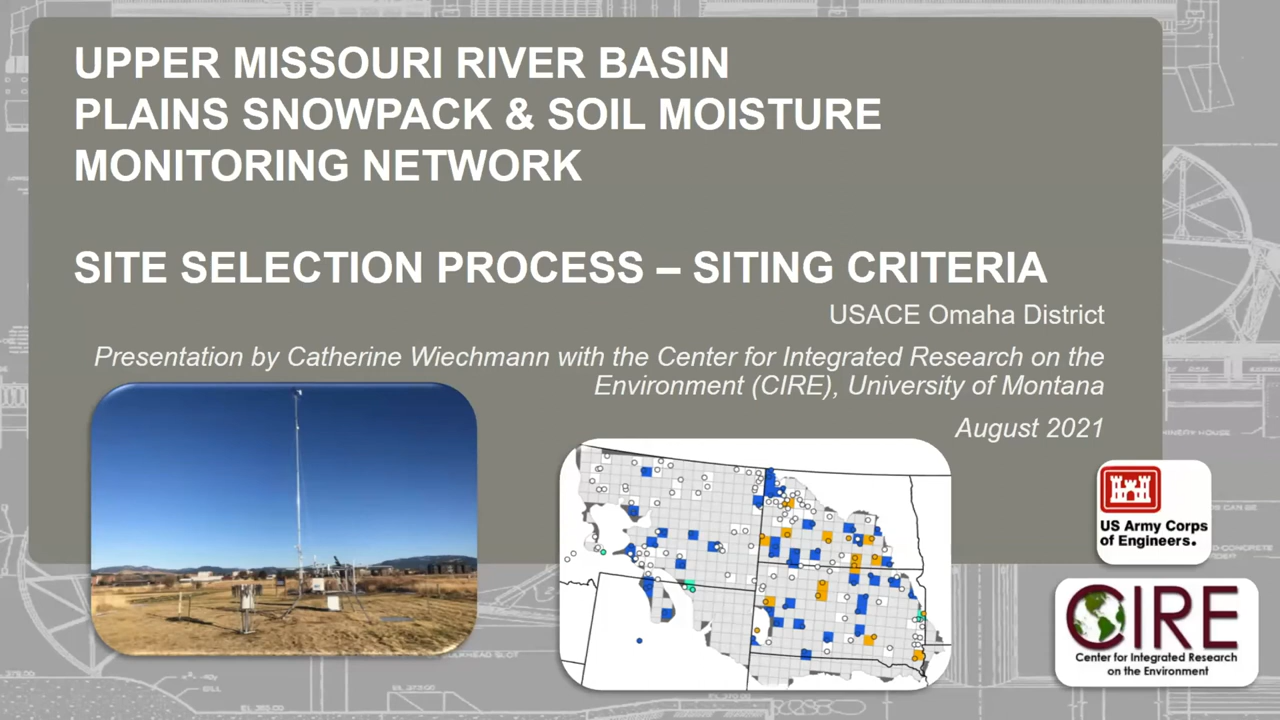 UPPER MISSOURI RIVER BASIN
PLAINS SNOWPACK & SOIL MOISTURE
MONITORING NETWORK
SITE SELECTION PROCESS – SITING CRITERIA
USACE Omaha District
Presentation by Catherine Wiechmann with the Center for Integrated Research on the
Environment (CIRE), University of Montana
August 2021
US Army Corps
of Engineers.
CIRE
Center for Integrated Research
on the Environment